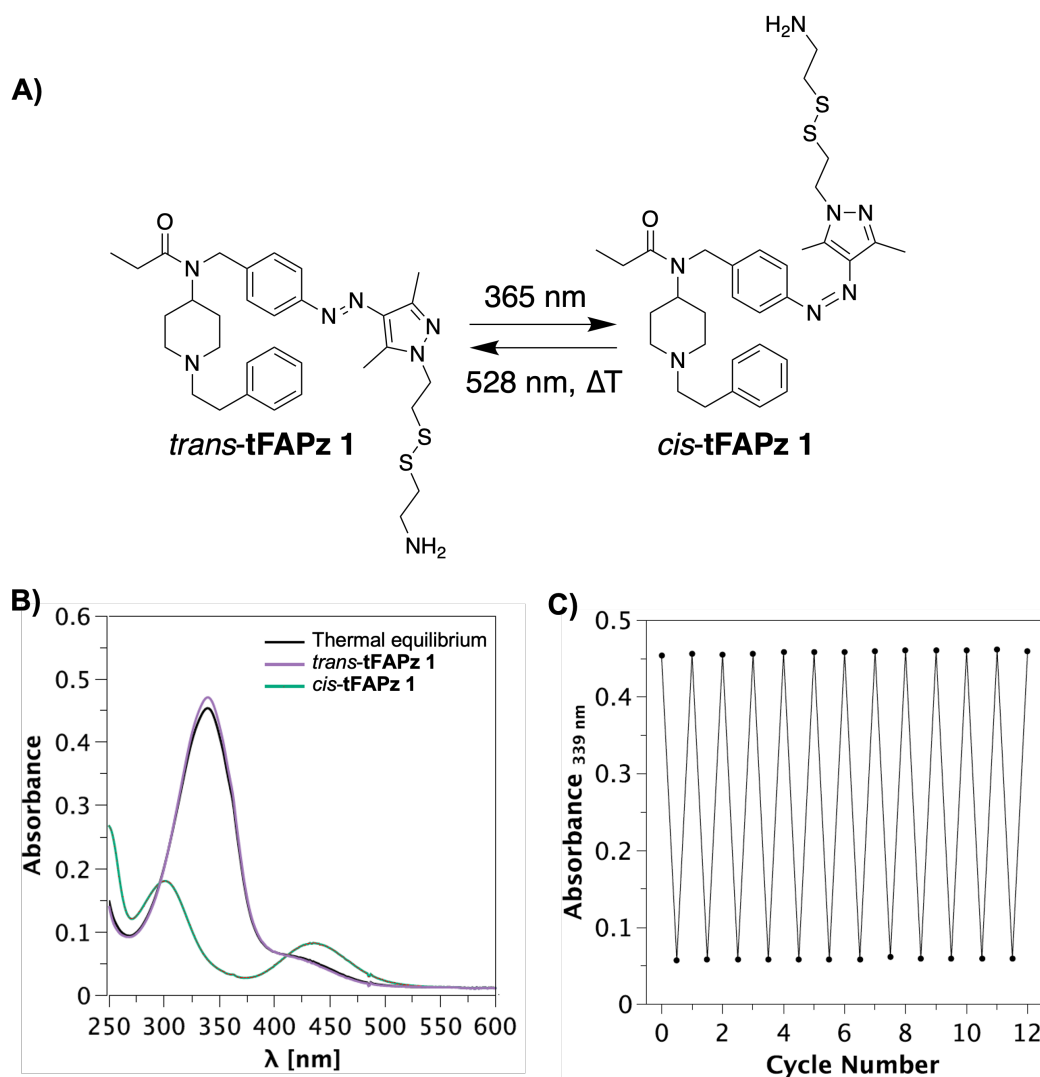 A)
H₂N
S
S
N
N
O
N
N
N
N
O
N
N
N
N
N
N
N
365 nm
528 nm, ΔT
trans-tFAPz 1
cis-tFAPz 1
S
S
NH₂
B)
0.6
0.5
0.4
0.3
0.2
0.1
0
Absorbance
Thermal equilibrium
trans-tFAPz 1
cis-tFAPz 1
250 300 350 400 450 500 550 600
λ [nm]
C)
0.5
0.4
0.3
0.2
0.1
0
Absorbance 339 nm
0 2 4 6 8 10 12
Cycle Number